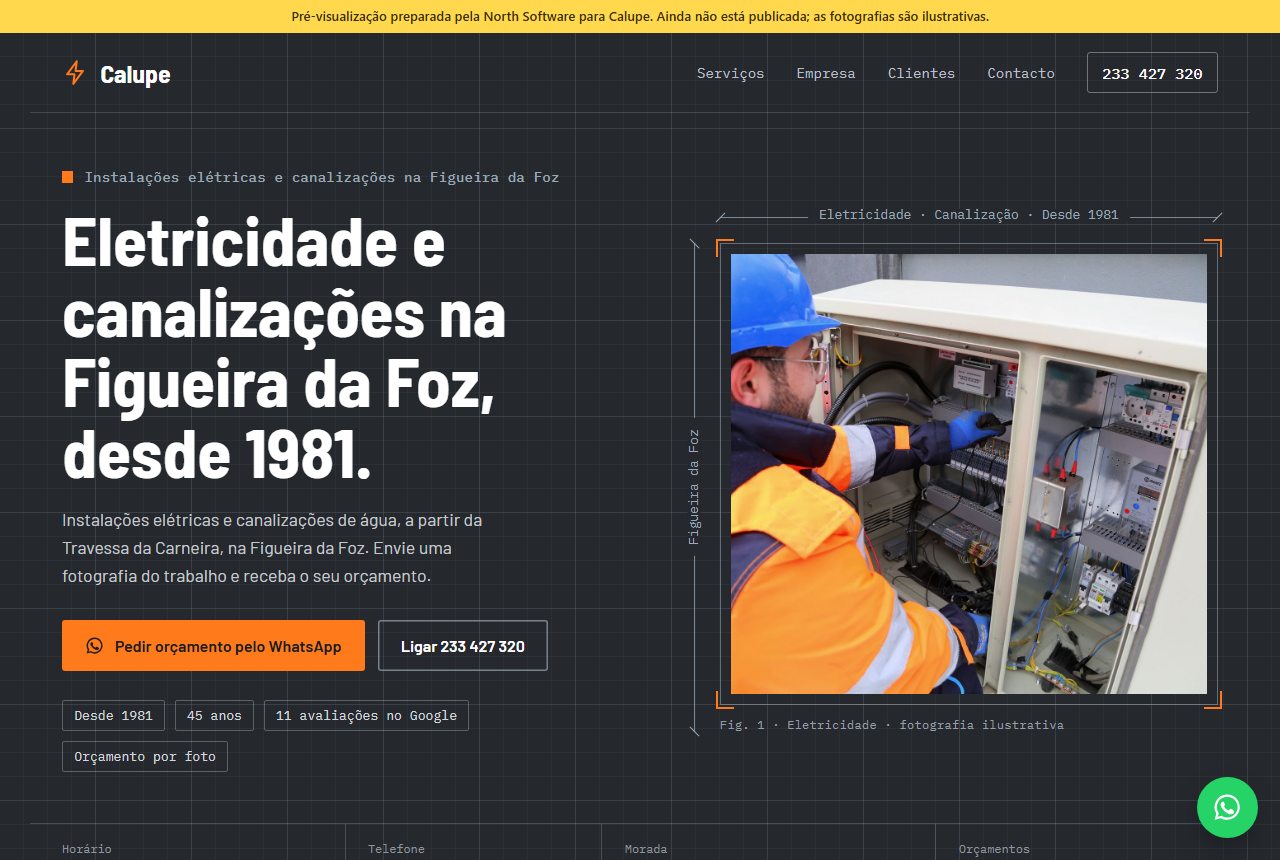 Pré-visualização preparada pela North Software para Calupe. Ainda não está publicada; as fotografias são ilustrativas.
Calupe
Serviços
Empresa
Clientes
Contacto
233 427 320
Instalações elétricas e canalizações na Figueira da Foz
Eletricidade e
canalizações na
Figueira da Foz,
desde 1981.
Instalações elétricas e canalizações de água, a partir da
Travessa da Carneira, na Figueira da Foz. Envie uma
fotografia do trabalho e receba o seu orçamento.
Pedir orçamento pelo WhatsApp
Ligar 233 427 320
Desde 1981
45 anos
11 avaliações no Google
Orçamento por foto
Eletricidade · Canalização · Desde 1981
Figueira da Foz
Fig. 1 · Eletricidade · fotografia ilustrativa
Horário
Telefone
Morada
Orçamentos